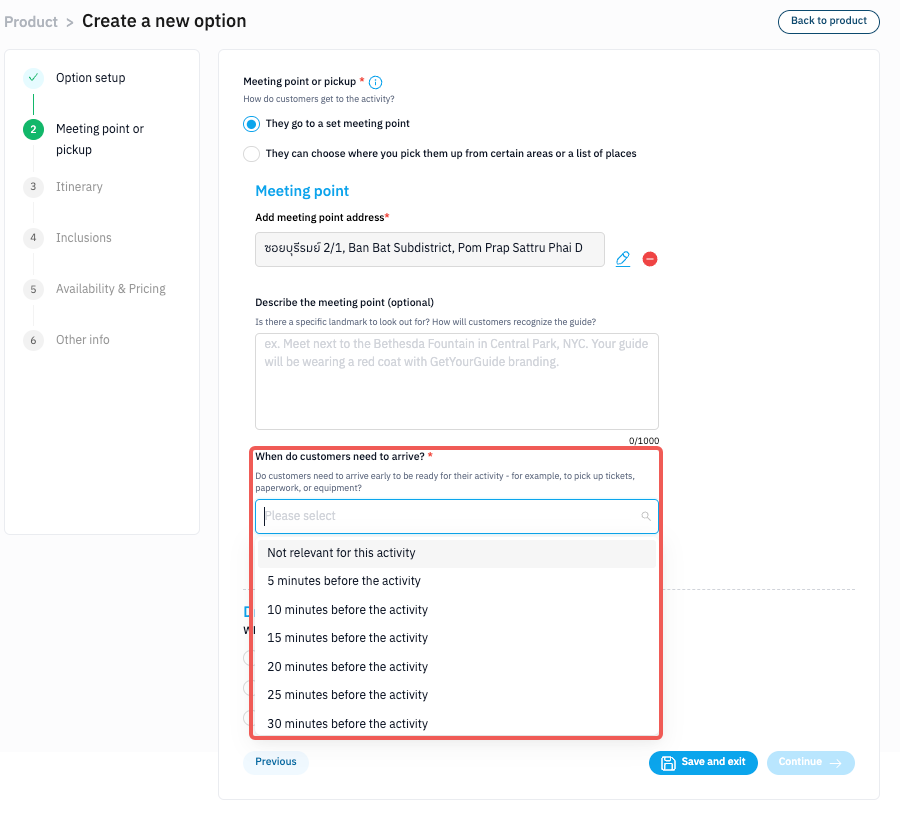 Product > Create a new option
Back to product
Option setup
2 Meeting point or
pickup
3 Itinerary
4 Inclusions
5 Availability & Pricing
6 Other info
Meeting point or pickup *
How do customers get to the activity?
They go to a set meeting point
They can choose where you pick them up from certain areas or a list of places
Meeting point
Add meeting point address*
ซอยบุรีรมย์ 2/1, Ban Bat Subdistrict, Pom Prap Sattru Phai D
Describe the meeting point (optional)
Is there a specific landmark to look out for? How will customers recognize the guide?
ex. Meet next to the Bethesda Fountain in Central Park, NYC. Your guide
will be wearing a red coat with GetYourGuide branding.
0/1000
When do customers need to arrive? *
Do customers need to arrive early to be ready for their activity - for example, to pick up tickets,
paperwork, or equipment?
Please select
Not relevant for this activity
5 minutes before the activity
10 minutes before the activity
15 minutes before the activity
20 minutes before the activity
25 minutes before the activity
30 minutes before the activity
Previous
Save and exit
Continue